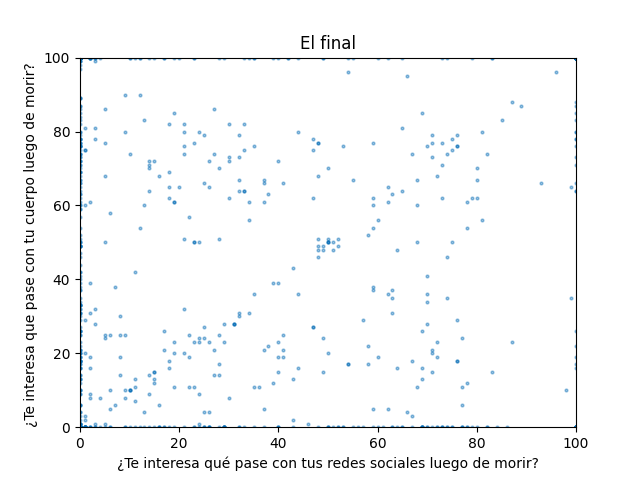 El final
¿Te interesa que pase con tu cuerpo luego de morir?
100
80
60
40
20
0
0 20 40 60 80 100
¿Te interesa qué pase con tus redes sociales luego de morir?